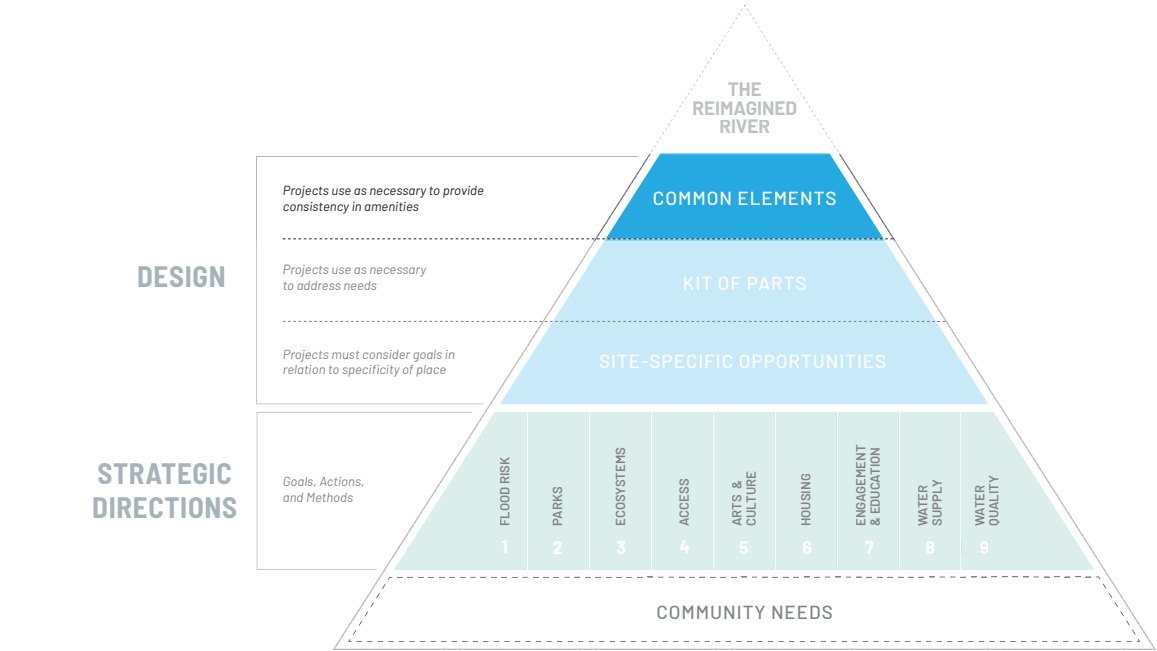 THE
REIMAGINED
RIVER
Projects use as necessary to provide
consistency in amenities
COMMON ELEMENTS
DESIGN
Projects use as necessary
to address needs
KIT OF PARTS
Projects must consider goals in
relation to specificity of place
SITE-SPECIFIC OPPORTUNITIES
STRATEGIC
DIRECTIONS
Goals, Actions,
and Methods
FLOOD RISK
1
PARKS
2
ECOSYSTEMS
3
ACCESS
4
ARTS &
CULTURE
5
HOUSING
6
ENGAGEMENT
& EDUCATION
7
WATER
SUPPLY
8
WATER
QUALITY
9
COMMUNITY NEEDS